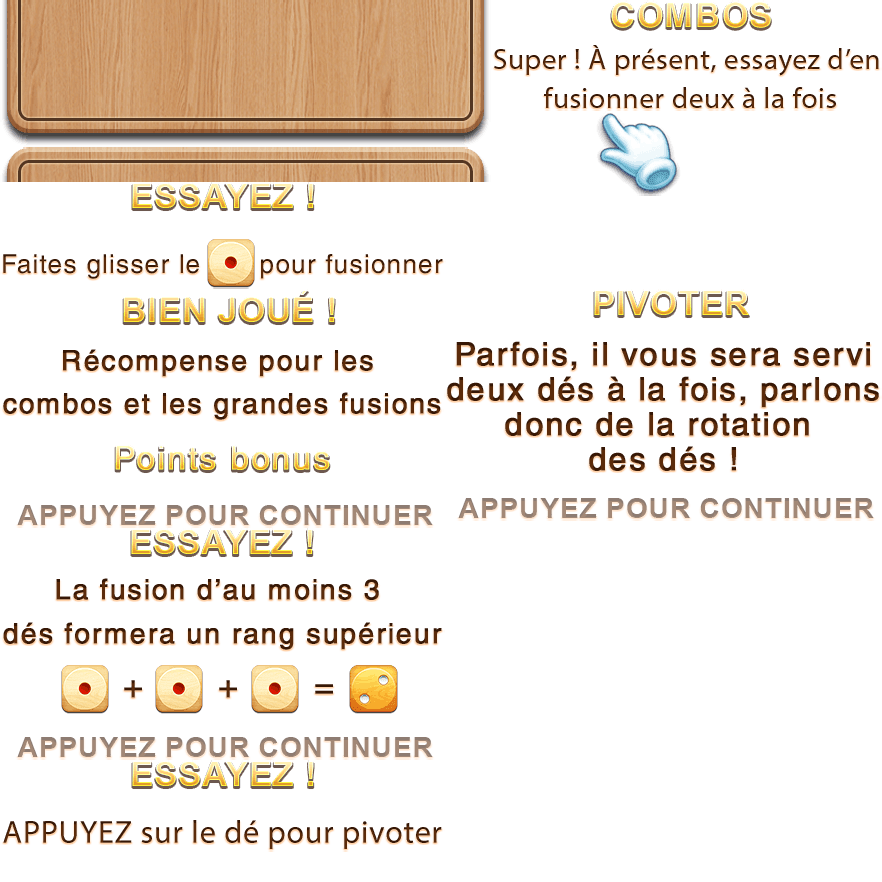 COMBOS
Super ! À présent, essayez d’en
fusionner deux à la fois
ESSAYEZ !
Faites glisser le pour fusionner
BIEN JOUÉ !
Récompense pour les
combos et les grandes fusions
Points bonus
APPUYEZ POUR CONTINUER
ESSAYEZ !
La fusion d’au moins 3
dés formera un rang supérieur
+ + =
APPUYEZ POUR CONTINUER
ESSAYEZ !
APPUYEZ sur le dé pour pivoter
PIVOTER
Parfois, il vous sera servi
deux dés à la fois, parlons
donc de la rotation
des dés !
APPUYEZ POUR CONTINUER